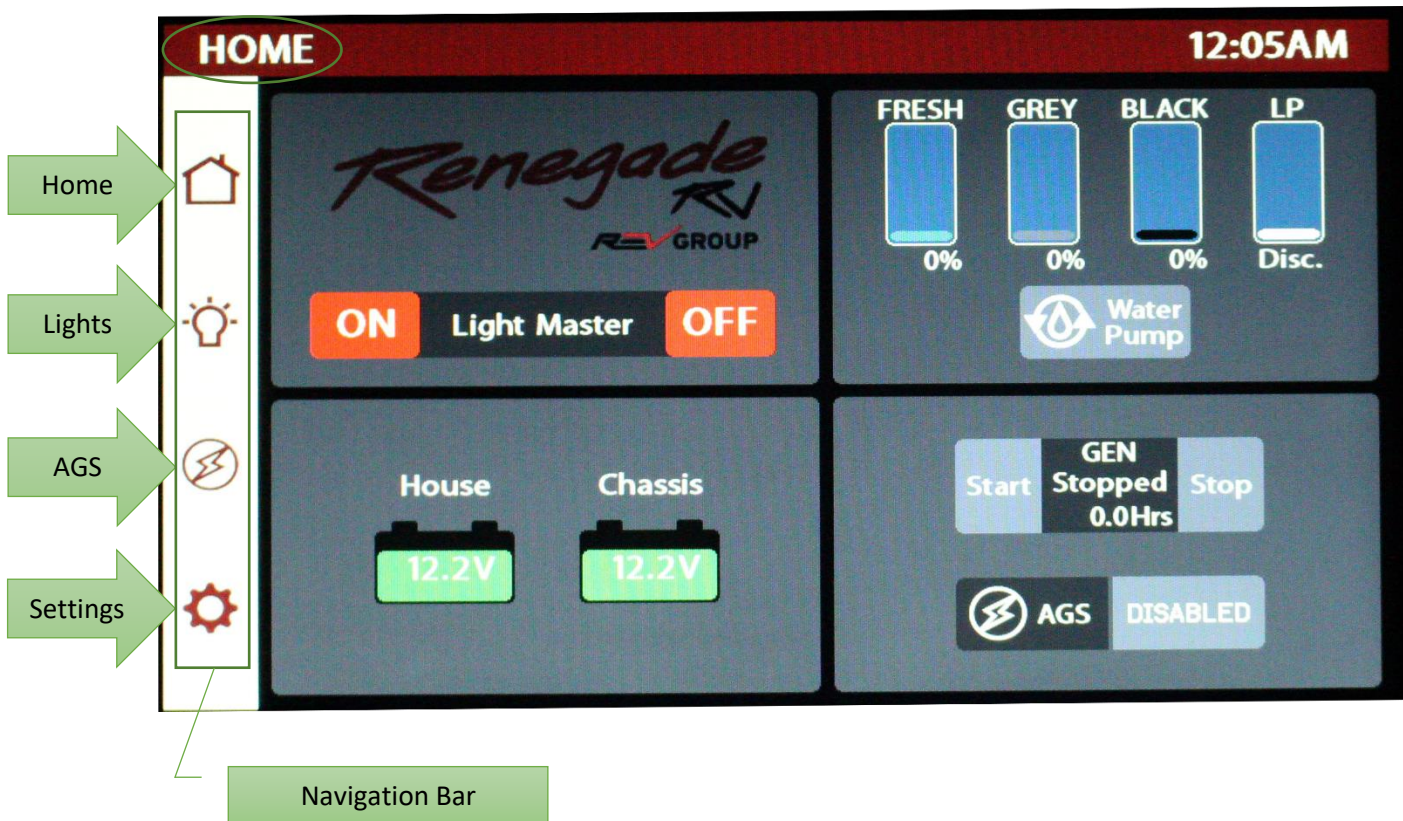 HOME
12:05AM
Home
Lights
AGS
Settings
Navigation Bar
Renegade
RV
REV GROUP
ON Light Master OFF
FRESH GREY BLACK LP
0% 0% 0% Disc.
Water
Pump
House Chassis
12.2V 12.2V
GEN
Start Stopped Stop
0.0Hrs
AGS DISABLED